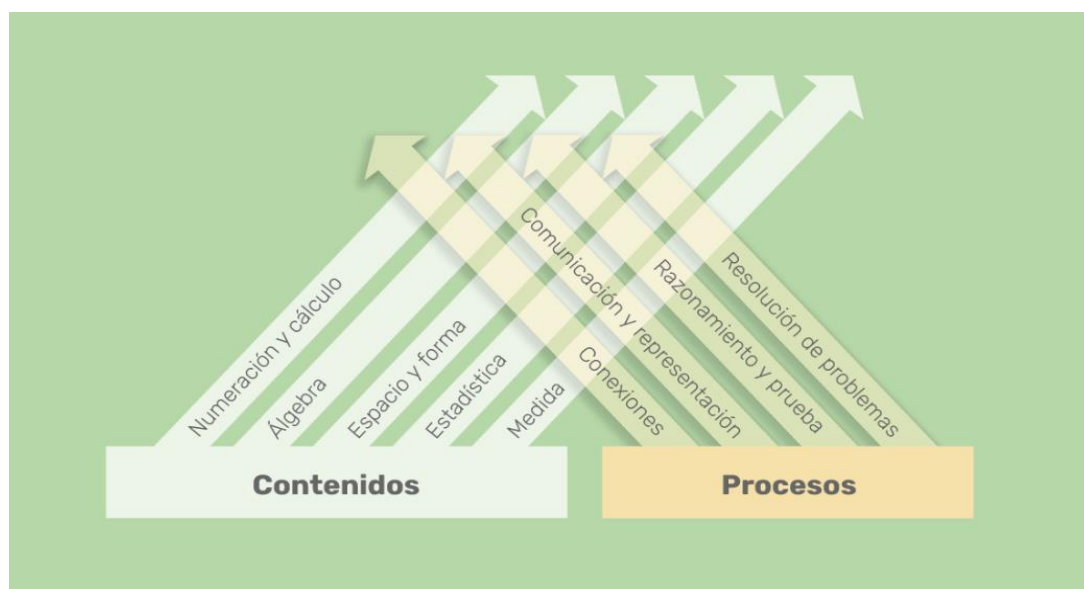 Numeración y cálculo
Álgebra
Espacio y forma
Estadística
Medida
Conexiones
Comunicación y representación
Razonamiento y prueba
Resolución de problemas
Contenidos
Procesos